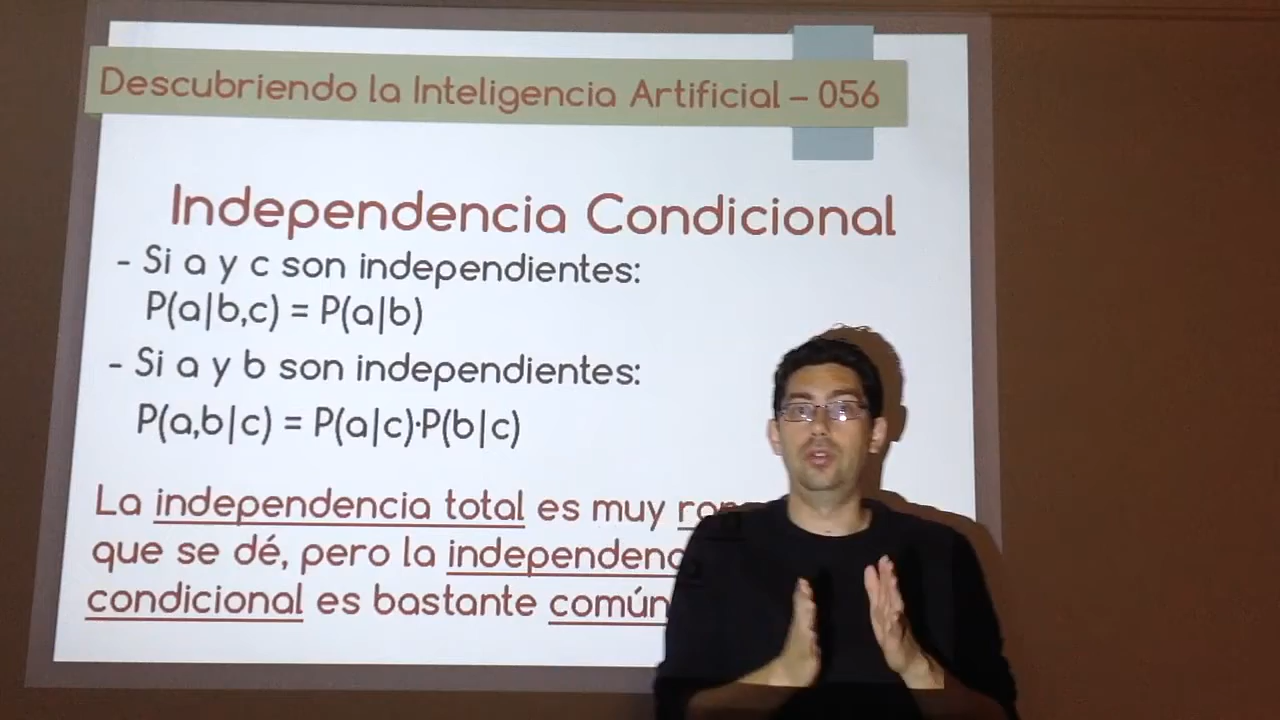 Descubriendo la Inteligencia Artificial – 056
Independencia Condicional
- Si a y c son independientes:
P(a|b,c) = P(a|b)
- Si a y b son independientes:
P(a,b|c) = P(a|c)·P(b|c)
La independencia total es muy
que se dé, pero la
condicional es bastante común